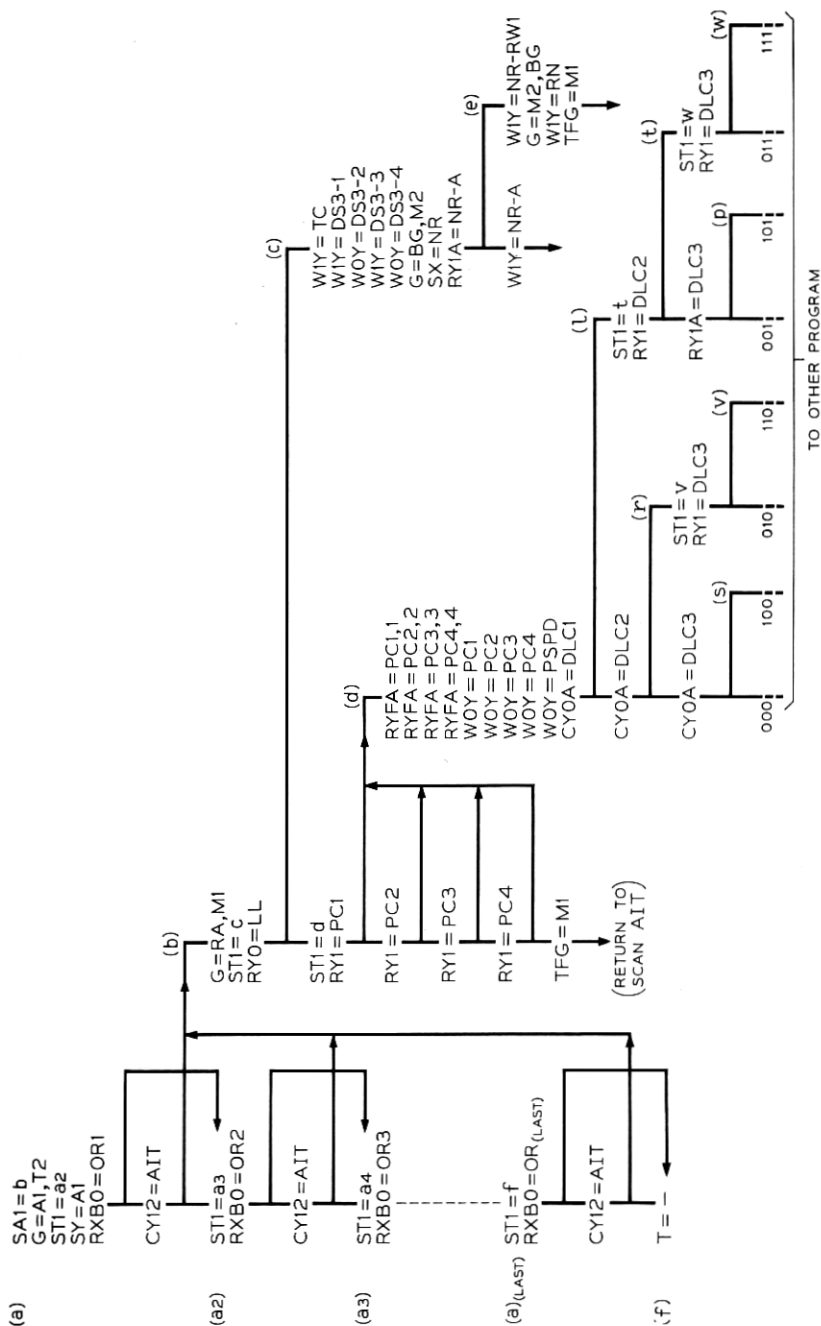 (a)
SA1=b
G=A1,T2
ST1=a2
SY=A1
RXB0=OR1
CY12=AIT
(a2)
ST1=a3
RXB0=OR2
CY12=AIT
(a3)
ST1=a4
RXB0=OR3
(a)(LAST)
ST1=f
RXB0=OR(LAST)
CY12=AIT
(f)
T=-
(b)
G=RA,M1
ST1=c
RY0=LL
ST1=d
RY1=PC1
RY1=PC2
RY1=PC3
RY1=PC4
TFG=M1
(RETURN TO
SCAN AIT)
(c)
W1Y=TC
W1Y=DS3-1
W0Y=DS3-2
W1Y=DS3-3
W0Y=DS3-4
G=BG,M2
SX=NR
RY1A=NR-A
W1Y=NR-A
(e)
W1Y=NR-RW1
G=M2,BG
W1Y=RN
TFG=M1
(d)
RYFA=PC1,1
RYFA=PC2,2
RYFA=PC3,3
RYFA=PC4,4
W0Y=PC1
W0Y=PC2
W0Y=PC3
W0Y=PC4
W0Y=PSPD
CY0A=DLC1
CY0A=DLC2
CY0A=DLC3
(l)
ST1=t
RY1=DLC2
RY1A=DLC3
(r)
ST1=v
RY1=DLC3
(t)
ST1=w
RY1=DLC3
(s)
(v)
(p)
(w)
000
100
010
110
001
101
011
111
TO OTHER PROGRAM